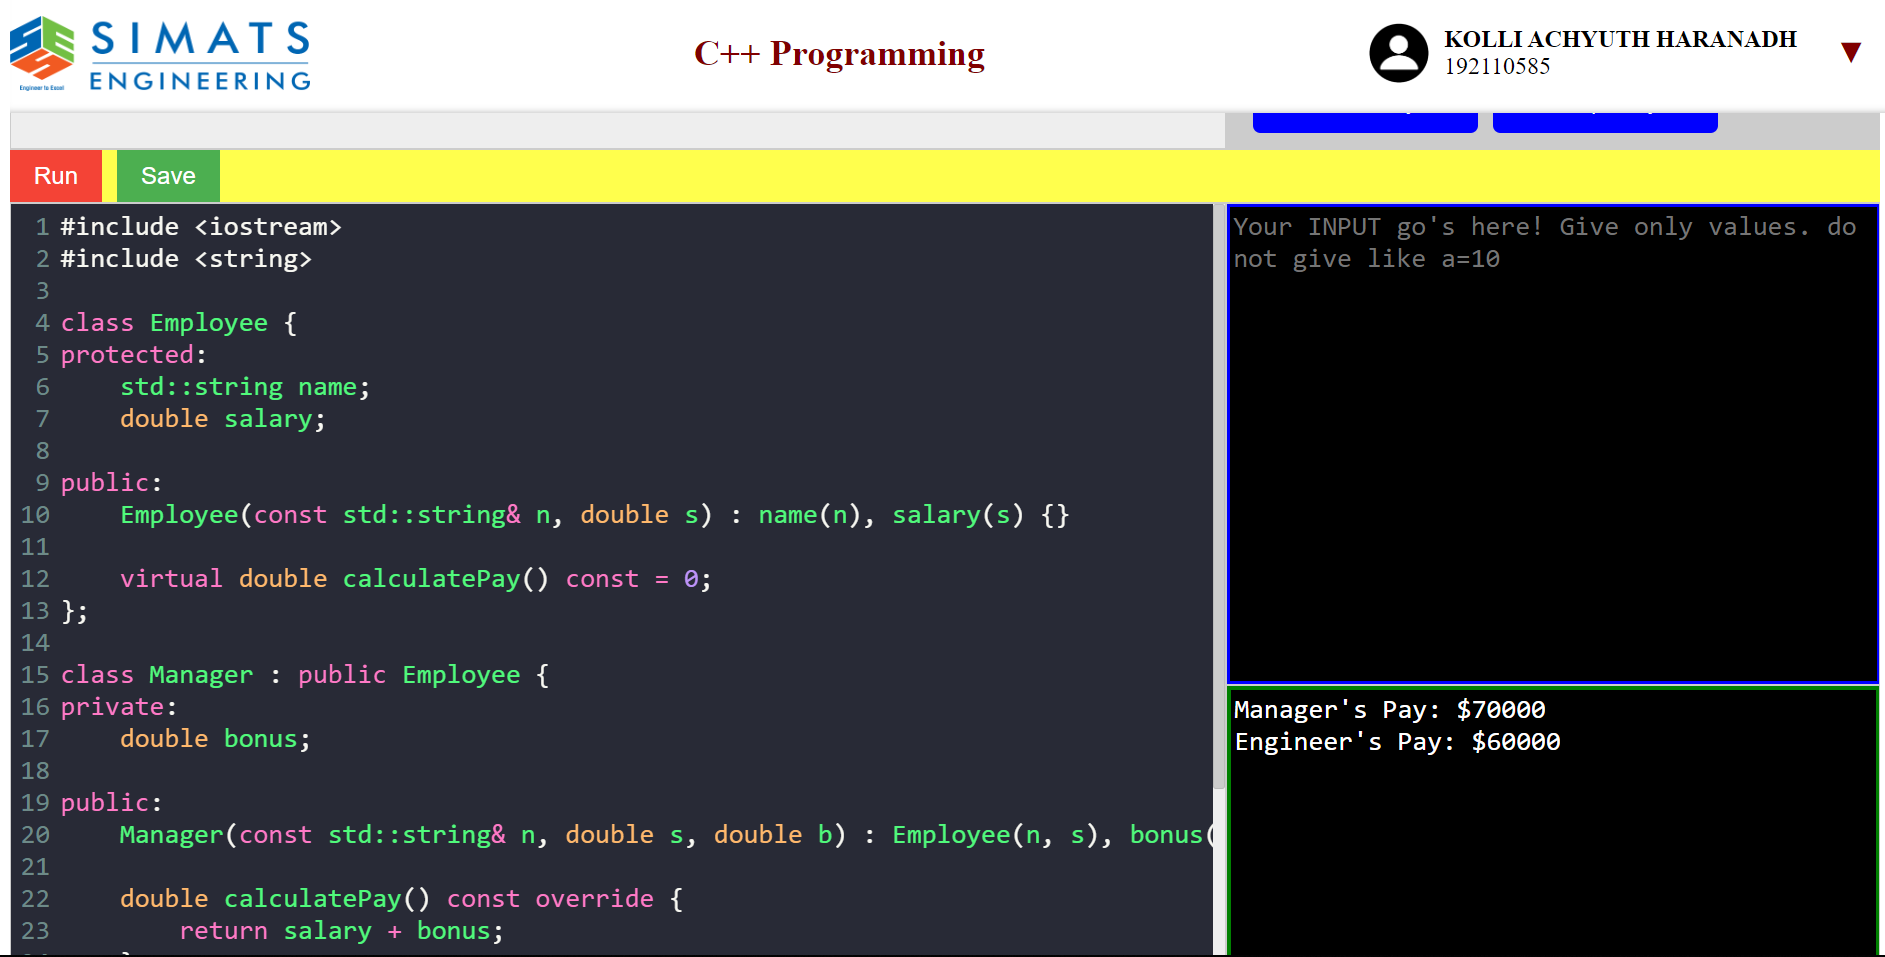 SIMATS
ENGINEERING
Engineer to Excel
C++ Programming
KOLLI ACHYUTH HARANADH
192110585
▼
Run
Save
1 #include <iostream>
2 #include <string>
3
4 class Employee {
5 protected:
6     std::string name;
7     double salary;
8
9 public:
10     Employee(const std::string& n, double s) : name(n), salary(s) {}
11
12     virtual double calculatePay() const = 0;
13 };
14
15 class Manager : public Employee {
16 private:
17     double bonus;
18
19 public:
20     Manager(const std::string& n, double s, double b) : Employee(n, s), bonus(
21
22     double calculatePay() const override {
23         return salary + bonus;
Your INPUT go's here! Give only values. do
not give like a=10
Manager's Pay: $70000
Engineer's Pay: $60000